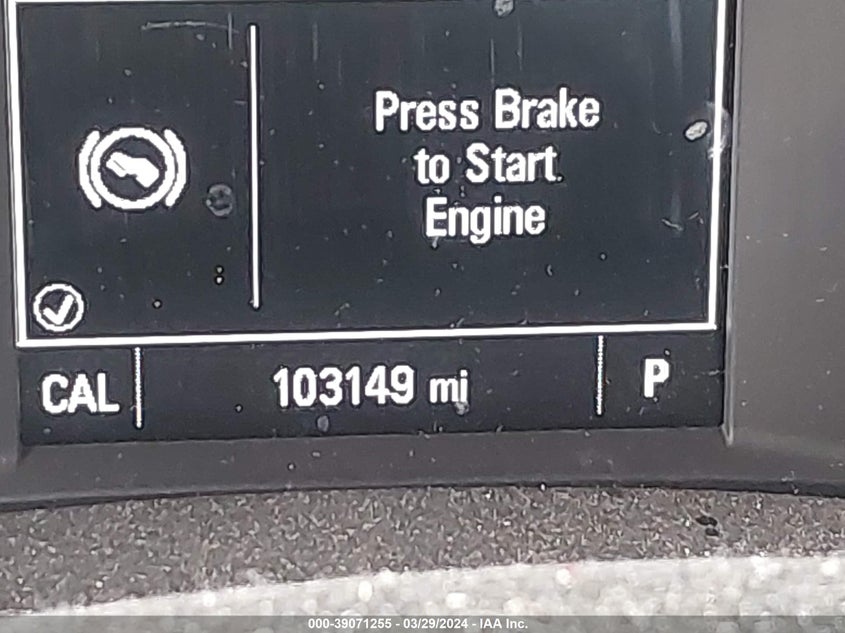 Press Brake
to Start
Engine
CAL 103149 mi P
000-39071255 - 03/29/2024 - IAA Inc.